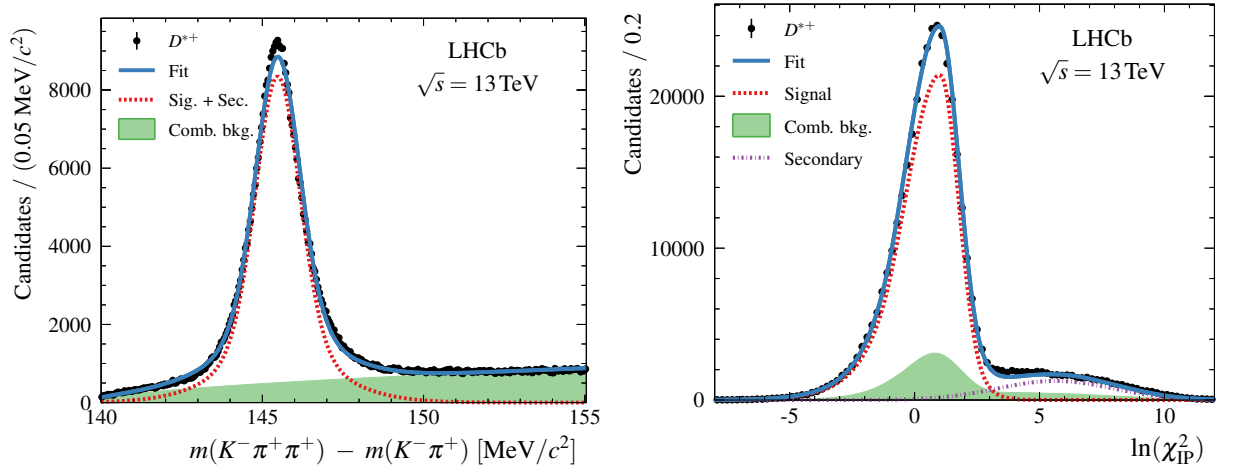 Candidates / (0.05 MeV/c²)
8000
6000
4000
2000
0
D*⁺
Fit
Sig. + Sec.
Comb. bkg.
LHCb
√s = 13 TeV
140
145
150
155
m(K⁻π⁺π⁺) − m(K⁻π⁺) [MeV/c²]
Candidates / 0.2
20000
10000
0
D*⁺
Fit
Signal
Comb. bkg.
Secondary
LHCb
√s = 13 TeV
-5
0
5
10
ln(χ²_IP)